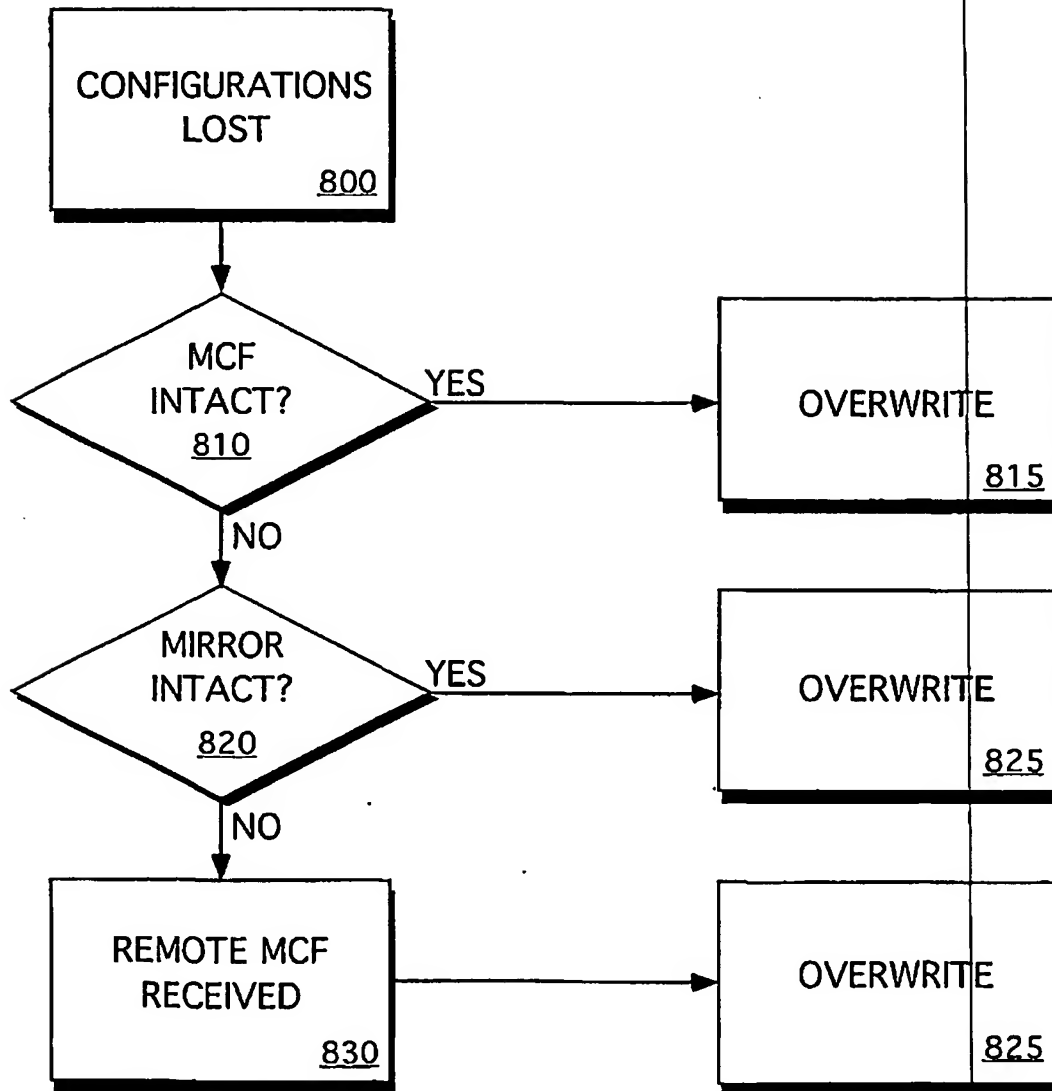 CONFIGURATIONS
LOST
800
MCF
INTACT?
810
YES
OVERWRITE
815
NO
MIRROR
INTACT?
820
YES
OVERWRITE
825
NO
REMOTE MCF
RECEIVED
830
OVERWRITE
825